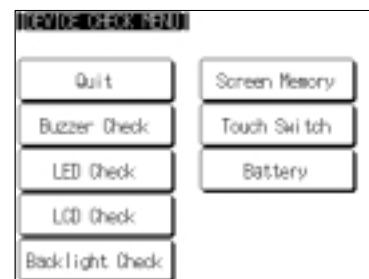 [DEVICE CHECK MENU]
Quit
Screen Memory
Buzzer Check
Touch Switch
LED Check
Battery
LCD Check
Backlight Check